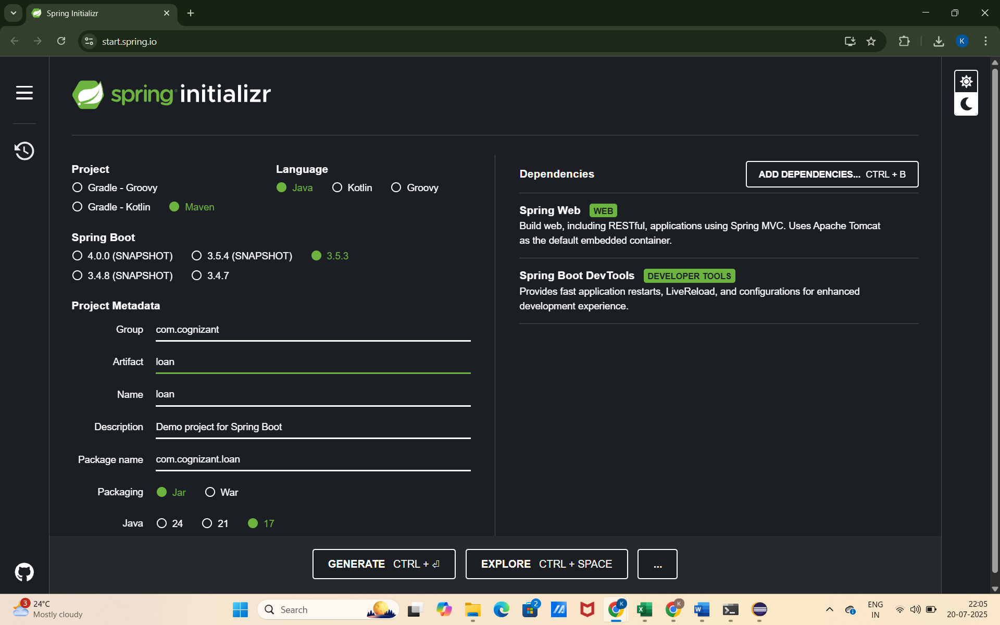 Spring Initializr
start.spring.io
K
spring initializr
Project
Gradle - Groovy
Gradle - Kotlin Maven
Language
Java Kotlin Groovy
Spring Boot
4.0.0 (SNAPSHOT) 3.5.4 (SNAPSHOT) 3.5.3
3.4.8 (SNAPSHOT) 3.4.7
Project Metadata
Group com.cognizant
Artifact loan
Name loan
Description Demo project for Spring Boot
Package name com.cognizant.loan
Packaging Jar War
Java 24 21 17
Dependencies ADD DEPENDENCIES... CTRL + B
Spring Web WEB
Build web, including RESTful, applications using Spring MVC. Uses Apache Tomcat
as the default embedded container.
Spring Boot DevTools DEVELOPER TOOLS
Provides fast application restarts, LiveReload, and configurations for enhanced
development experience.
GENERATE CTRL + ⏎ EXPLORE CTRL + SPACE ...
3
24°C
Mostly cloudy
Search
2
K
K
ENG
IN
22:05
20-07-2025